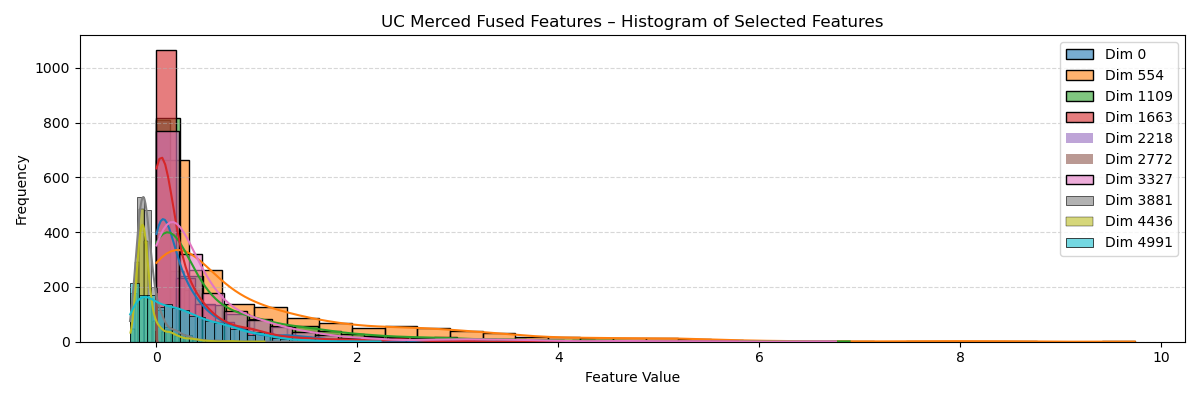 UC Merced Fused Features – Histogram of Selected Features
Frequency
1000
800
600
400
200
0
0
2
4
6
8
10
Feature Value
Dim 0
Dim 554
Dim 1109
Dim 1663
Dim 2218
Dim 2772
Dim 3327
Dim 3881
Dim 4436
Dim 4991